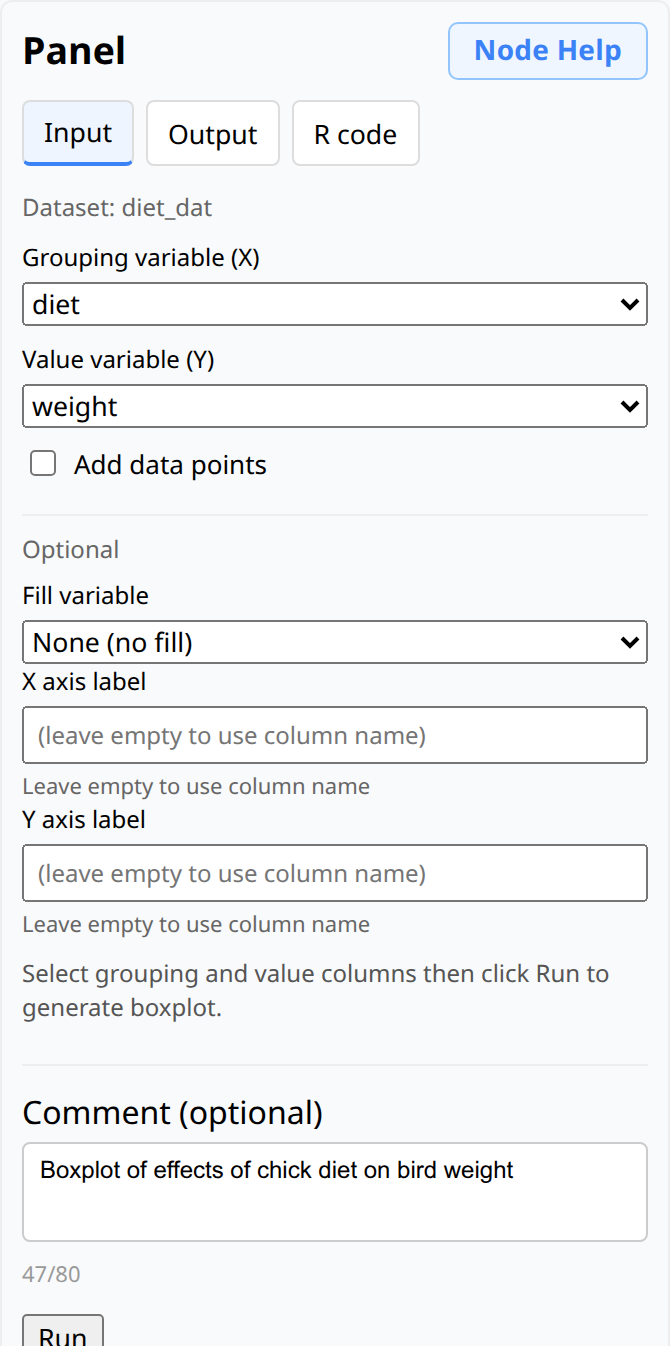 Panel
Node Help
Input
Output
R code
Dataset: diet_dat
Grouping variable (X)
diet
Value variable (Y)
weight
Add data points
Optional
Fill variable
None (no fill)
X axis label
(leave empty to use column name)
Leave empty to use column name
Y axis label
(leave empty to use column name)
Leave empty to use column name
Select grouping and value columns then click Run to
generate boxplot.
Comment (optional)
Boxplot of effects of chick diet on bird weight
47/80
Run